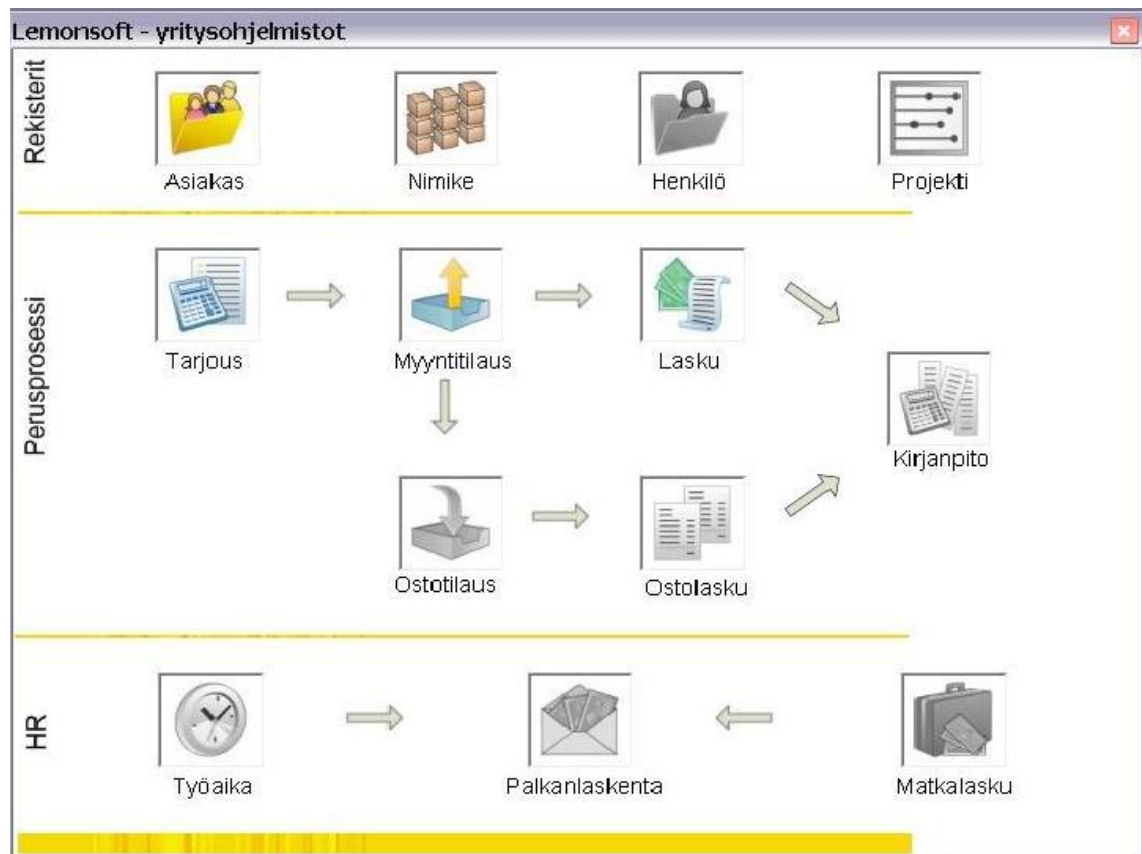 Lemonsoft - yritysohjelmistot
Rekisterit
Asiakas
Nimike
Henkilö
Projekti
Perusprosessi
Tarjous
Myyntitilaus
Lasku
Kirjanpito
Ostotilaus
Ostolasku
HR
Työaika
Palkanlaskenta
Matkalasku